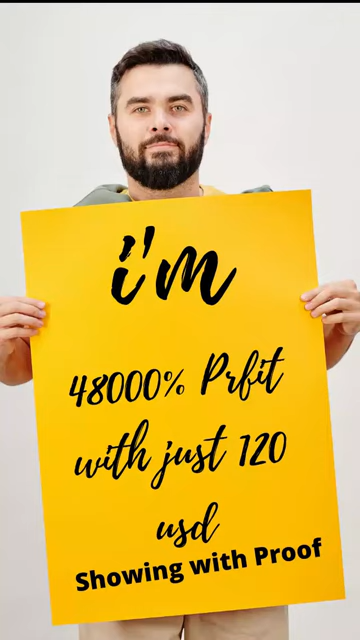 i'm
48000% Prfit
with just 120
usd
Showing with Proof